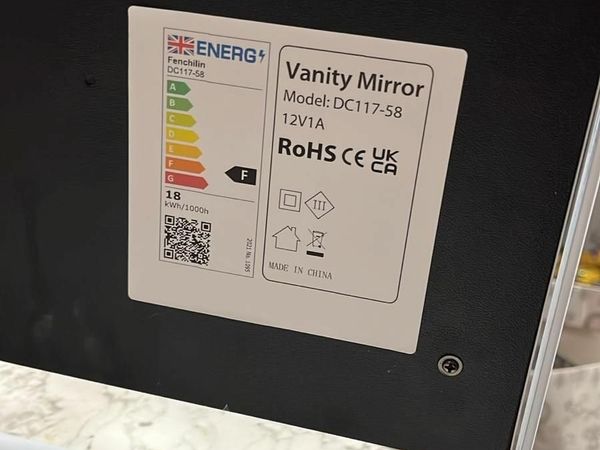 ENERG
Fenchilin
DC117-58
A
B
C
D
E
F
G
F
18
kWh/1000h
2021 No. 1095
Vanity Mirror
Model: DC117-58
12V1A
RoHS CE UK
CA
III
MADE IN CHINA